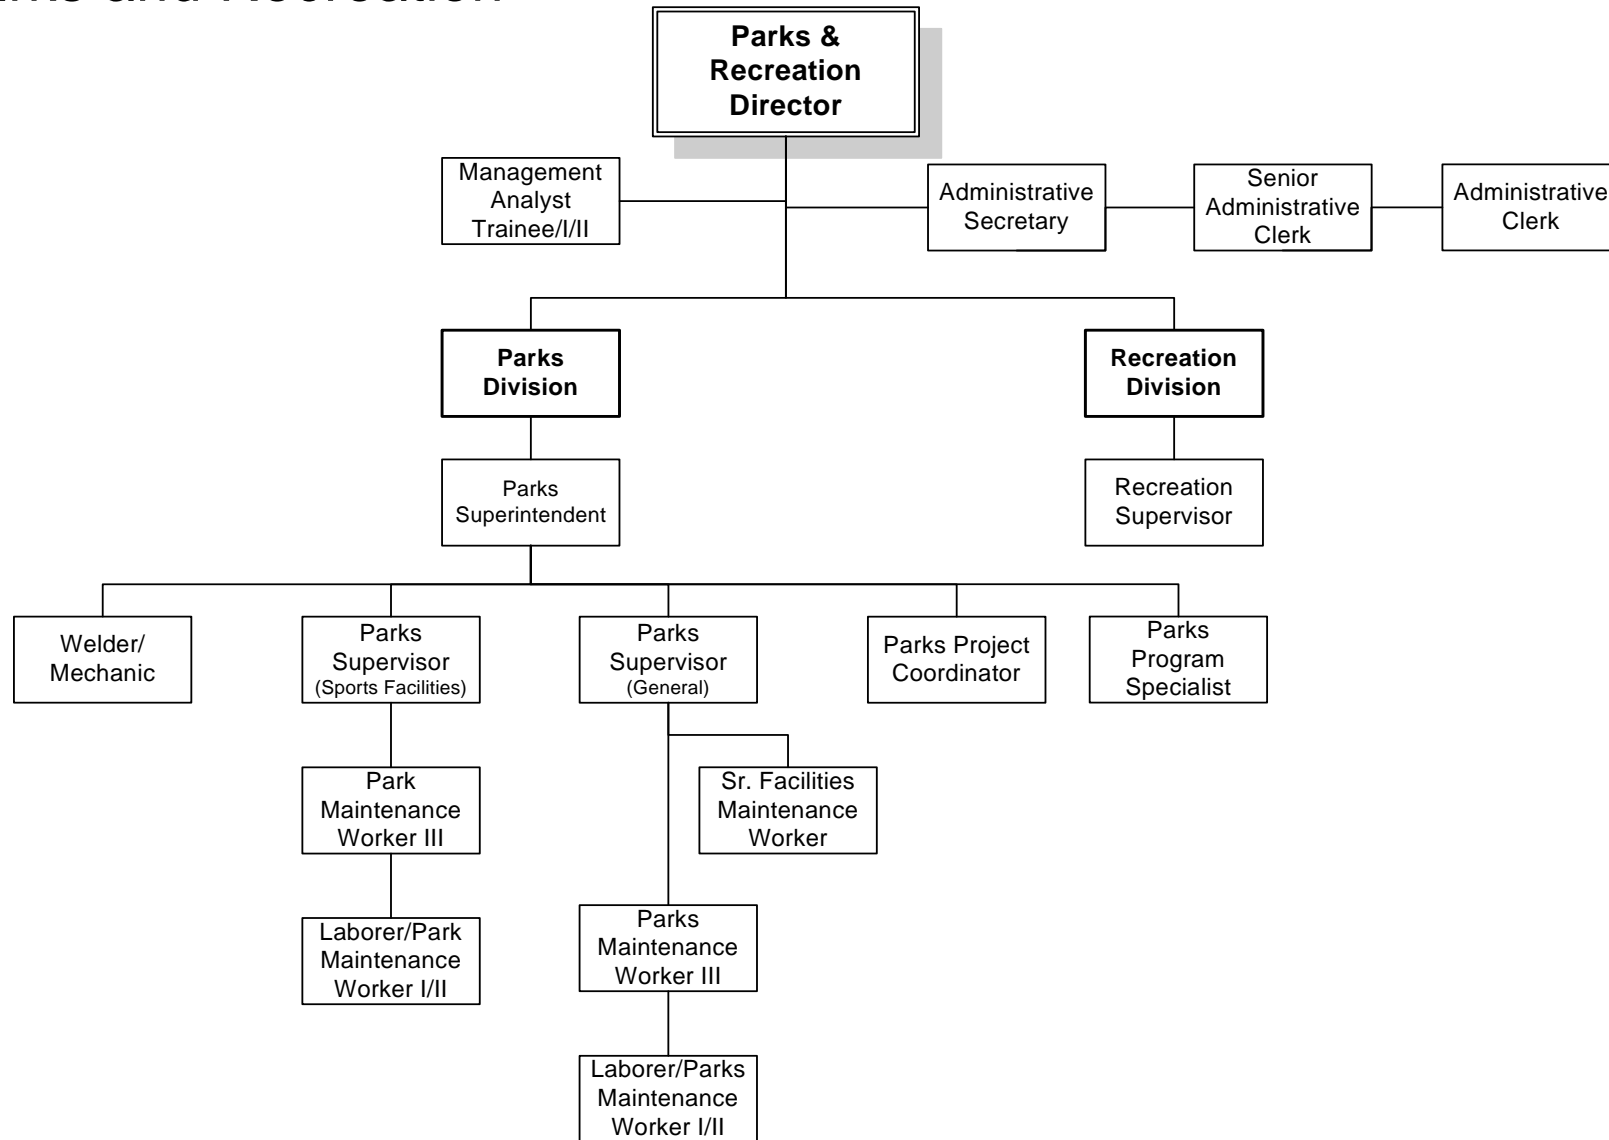 and Recreation
Parks &
Recreation
Director
Management
Analyst
Trainee/I/II
Administrative
Secretary
Senior
Administrative
Clerk
Administrative
Clerk
Parks
Division
Recreation
Division
Parks
Superintendent
Recreation
Supervisor
Welder/
Mechanic
Parks
Supervisor
(Sports Facilities)
Parks
Supervisor
(General)
Parks Project
Coordinator
Parks
Program
Specialist
Park
Maintenance
Worker III
Sr. Facilities
Maintenance
Worker
Laborer/Park
Maintenance
Worker I/II
Parks
Maintenance
Worker III
Laborer/Parks
Maintenance
Worker I/II